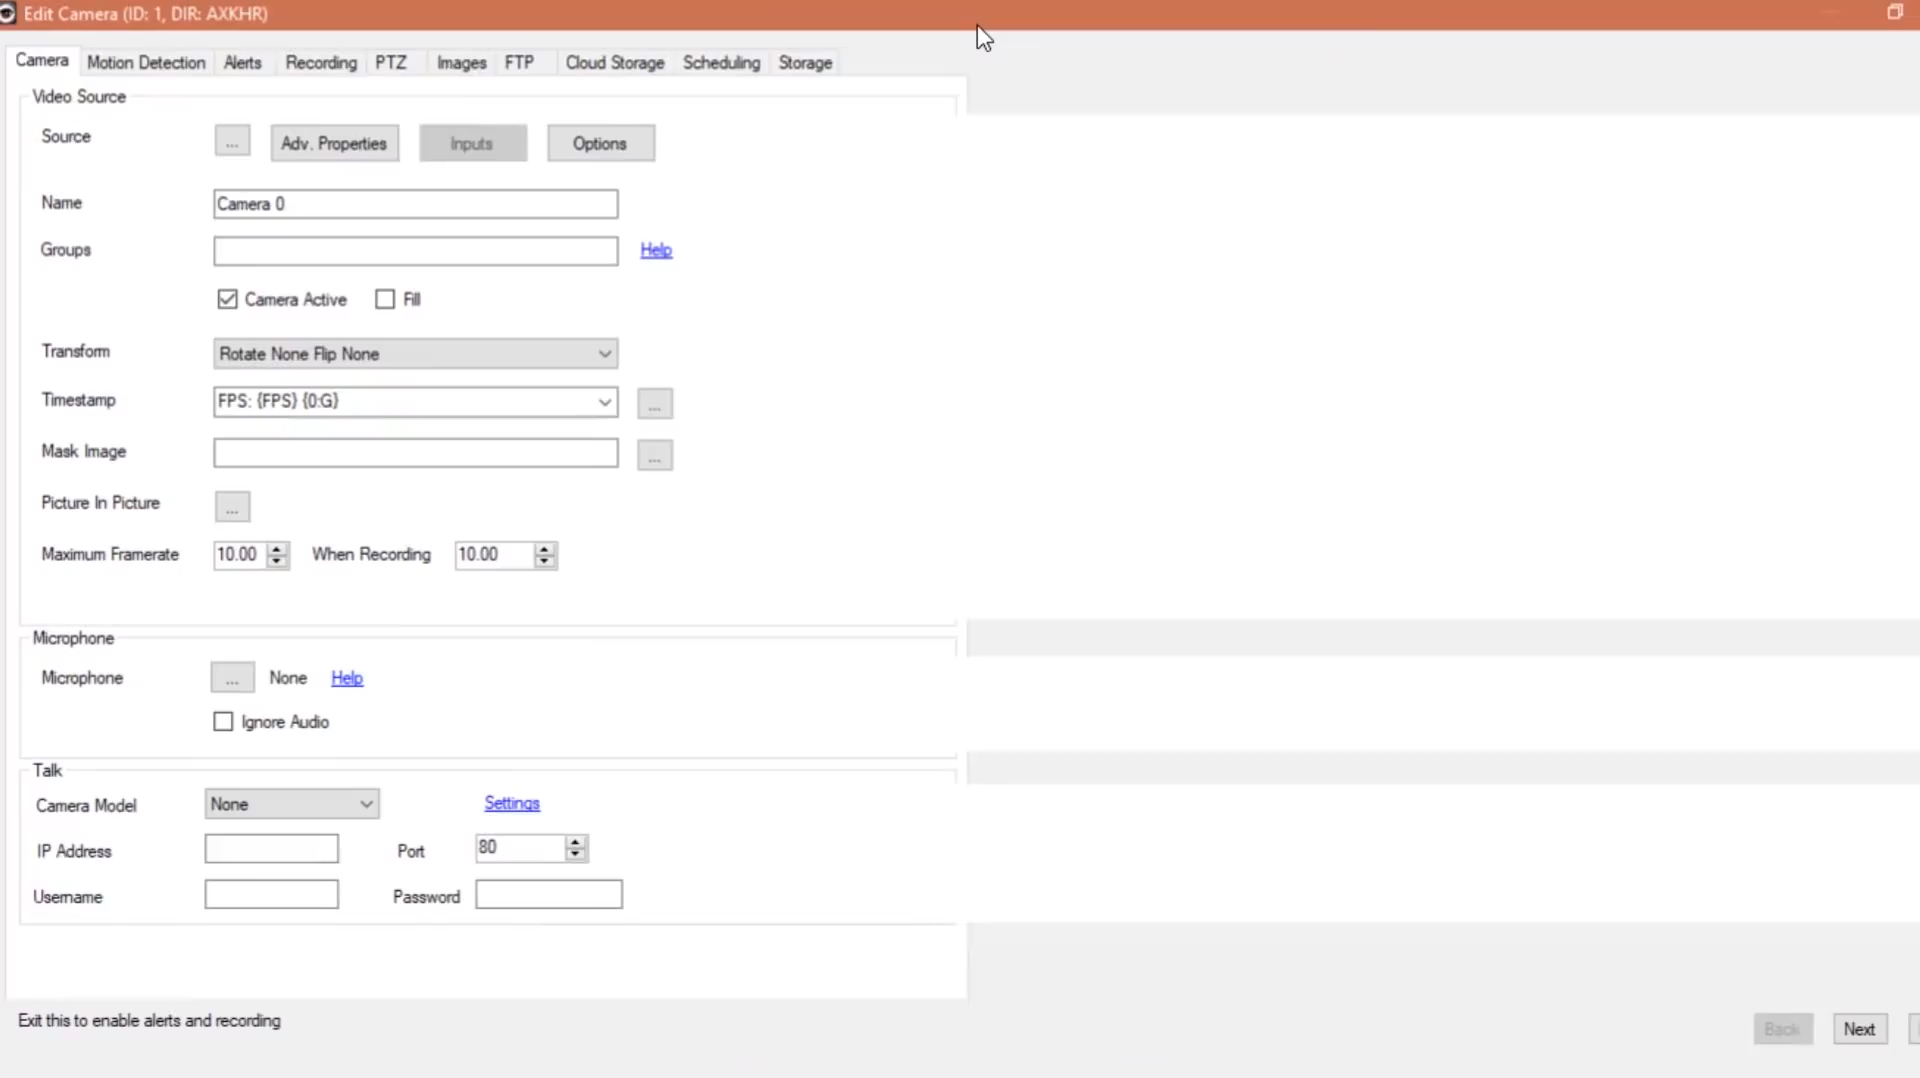 Edit Camera (ID: 1, DIR: AXKHR)
Camera Motion Detection Alerts Recording PTZ Images FTP Cloud Storage Scheduling Storage
Video Source
Source ... Adv. Properties Inputs Options
Name Camera 0
Groups Help
Camera Active Fill
Transform Rotate None Flip None
Timestamp FPS: {FPS} {0:G} ...
Mask Image ...
Picture In Picture ...
Maximum Framerate 10.00 When Recording 10.00
Microphone
Microphone ... None Help
Ignore Audio
Talk
Camera Model None Settings
IP Address Port 80
Username Password
Exit this to enable alerts and recording
Back Next